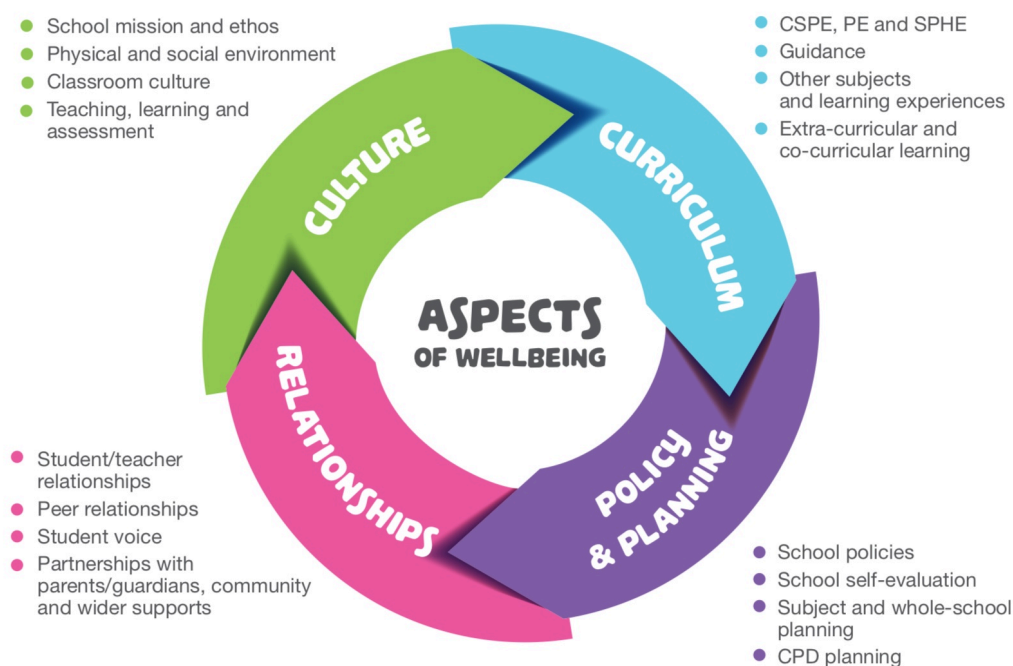 School mission and ethos
Physical and social environment
Classroom culture
Teaching, learning and
assessment
CSPE, PE and SPHE
Guidance
Other subjects
and learning experiences
Extra-curricular and
co-curricular learning
CULTURE
CURRICULUM
ASPECTS
OF WELLBEING
RELATIONSHIPS
POLICY
& PLANNING
Student/teacher
relationships
Peer relationships
Student voice
Partnerships with
parents/guardians, community
and wider supports
School policies
School self-evaluation
Subject and whole-school
planning
CPD planning